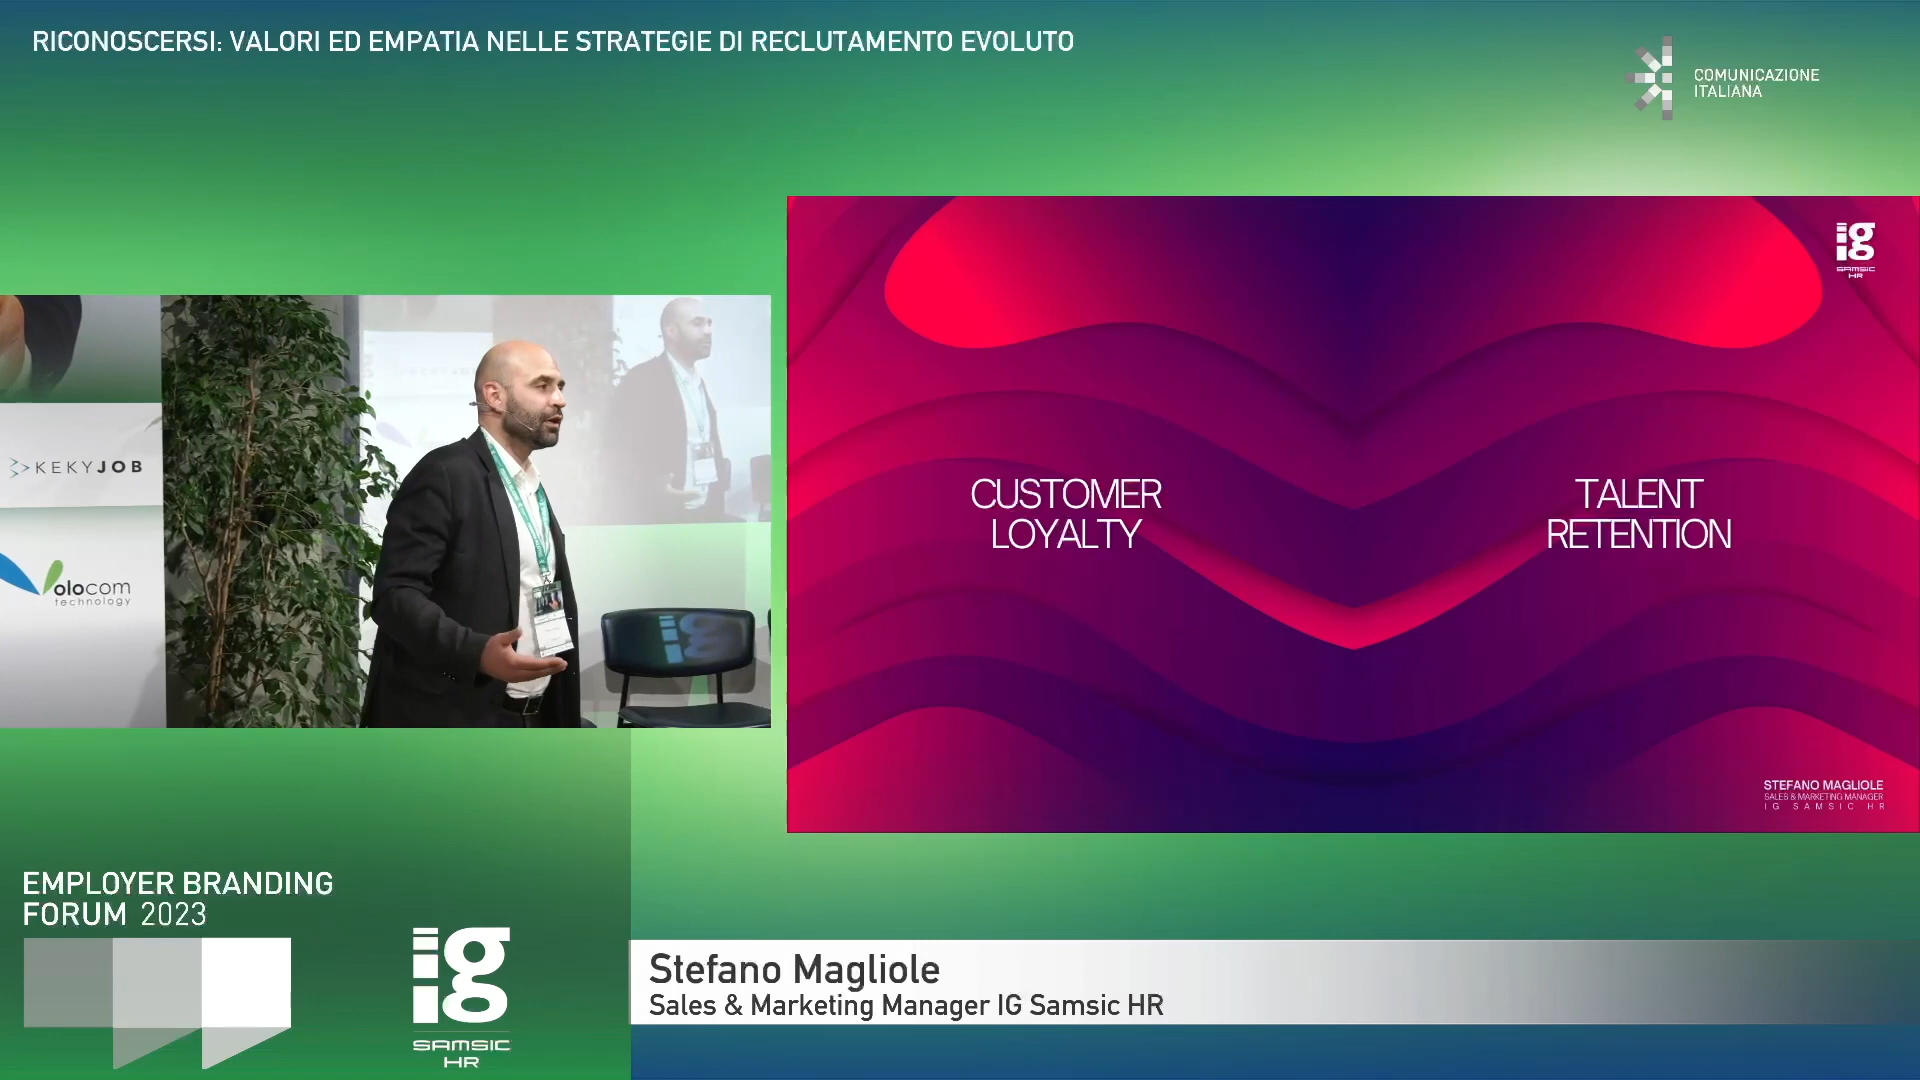 RICONOSCERSI: VALORI ED EMPATIA NELLE STRATEGIE DI RECLUTAMENTO EVOLUTO
COMUNICAZIONE
ITALIANA
KEKYJOB
olocom
technology
ig
SAMSIC
HR
CUSTOMER
LOYALTY
TALENT
RETENTION
STEFANO MAGLIOLE
SALES & MARKETING MANAGER
IG SAMSIC HR
EMPLOYER BRANDING
FORUM 2023
ig
SAMSIC
HR
Stefano Magliole
Sales & Marketing Manager IG Samsic HR